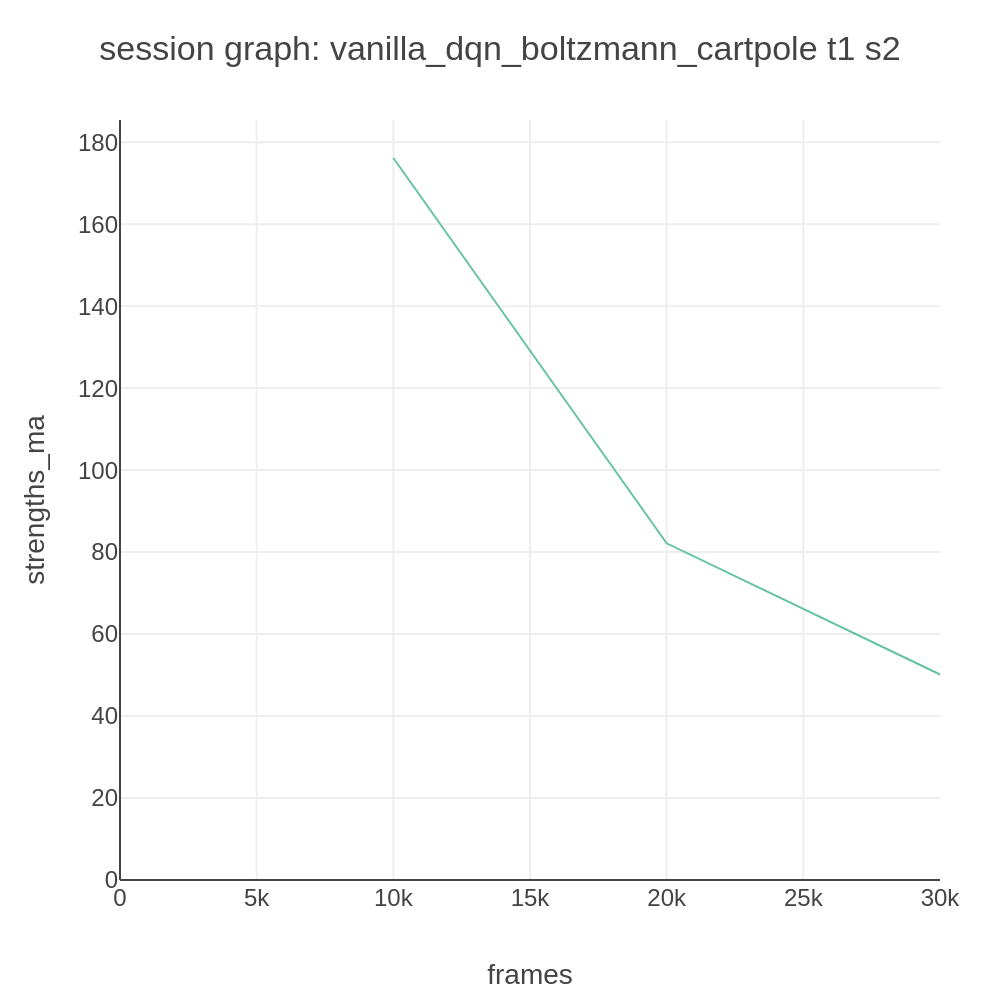 session graph: vanilla_dqn_boltzmann_cartpole t1 s2
180
160
140
120
100
80
60
40
20
0
strengths_ma
0 5k 10k 15k 20k 25k 30k
frames